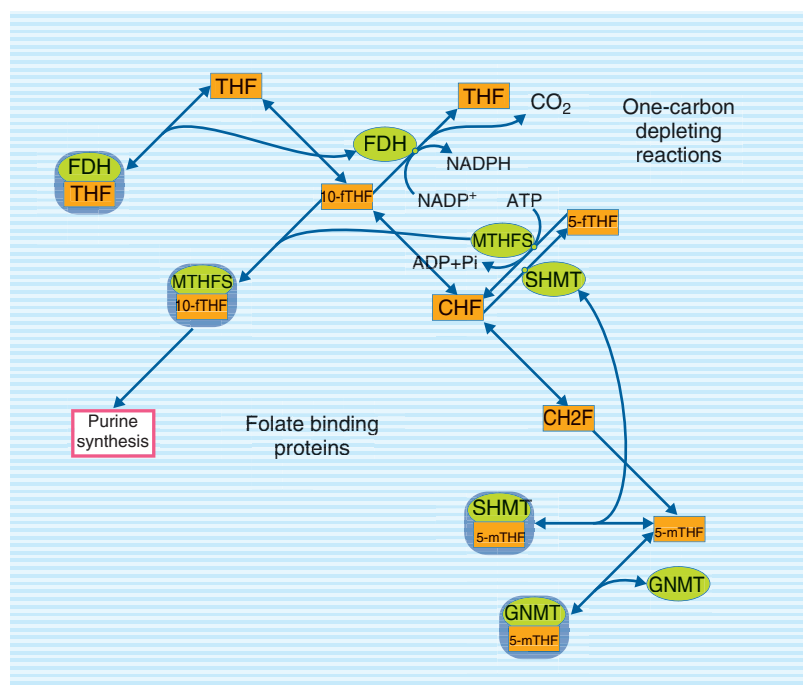 THF
THF
CO2
One-carbon
depleting
reactions
FDH
NADPH
FDH
THF
10-fTHF
NADP+
ATP
5-fTHF
MTHFS
ADP+Pi
SHMT
MTHFS
10-fTHF
CHF
Purine
synthesis
Folate binding
proteins
CH2F
SHMT
5-mTHF
5-mTHF
GNMT
GNMT
5-mTHF